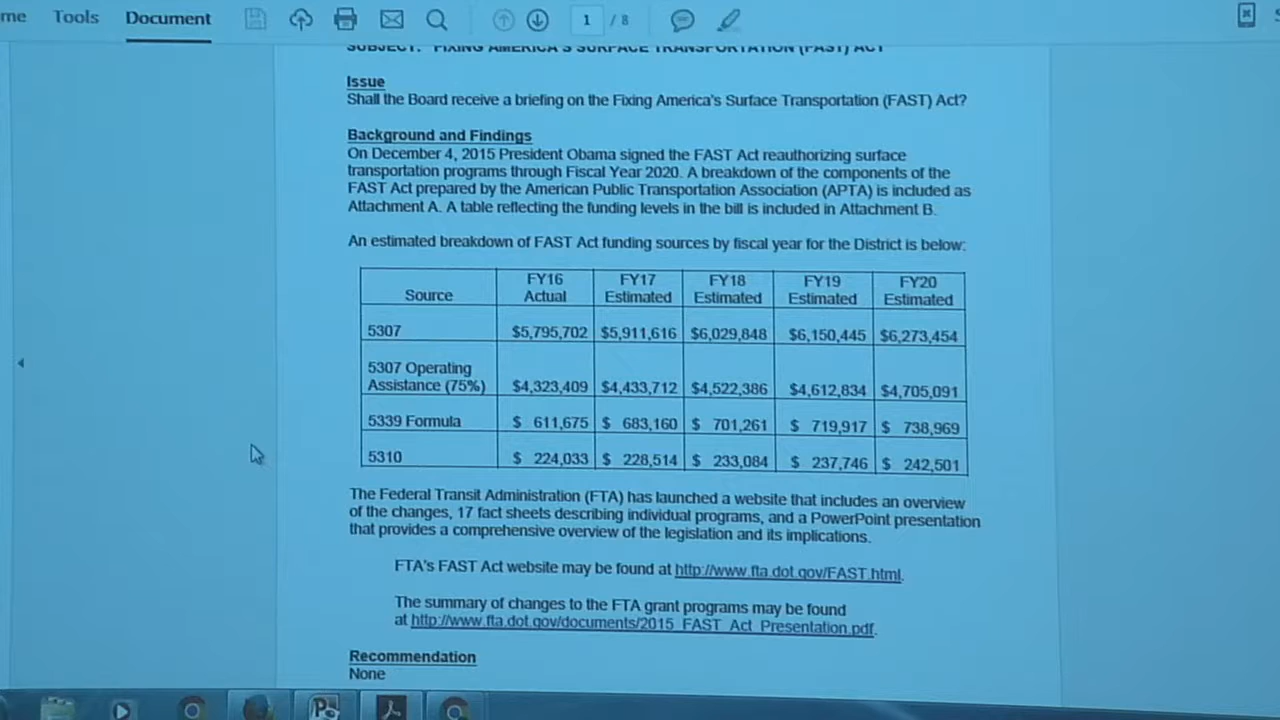 me Tools Document 1 / 8
SUBJECT: FIXING AMERICA'S SURFACE TRANSPORTATION (FAST) ACT
Issue
Shall the Board receive a briefing on the Fixing America's Surface Transportation (FAST) Act?
Background and Findings
On December 4, 2015 President Obama signed the FAST Act reauthorizing surface
transportation programs through Fiscal Year 2020. A breakdown of the components of the
FAST Act prepared by the American Public Transportation Association (APTA) is included as
Attachment A. A table reflecting the funding levels in the bill is included in Attachment B.
An estimated breakdown of FAST Act funding sources by fiscal year for the District is below:
Source FY16 Actual FY17 Estimated FY18 Estimated FY19 Estimated FY20 Estimated
5307 $5,795,702 $5,911,616 $6,029,848 $6,150,445 $6,273,454
5307 Operating
Assistance (75%) $4,323,409 $4,433,712 $4,522,386 $4,612,834 $4,705,091
5339 Formula $ 611,675 $ 683,160 $ 701,261 $ 719,917 $ 738,969
5310 $ 224,033 $ 228,514 $ 233,084 $ 237,746 $ 242,501
The Federal Transit Administration (FTA) has launched a website that includes an overview
of the changes, 17 fact sheets describing individual programs, and a PowerPoint presentation
that provides a comprehensive overview of the legislation and its implications.
FTA's FAST Act website may be found at http://www.fta.dot.gov/FAST.html.
The summary of changes to the FTA grant programs may be found
at http://www.fta.dot.gov/documents/2015_FAST_Act_Presentation.pdf.
Recommendation
None